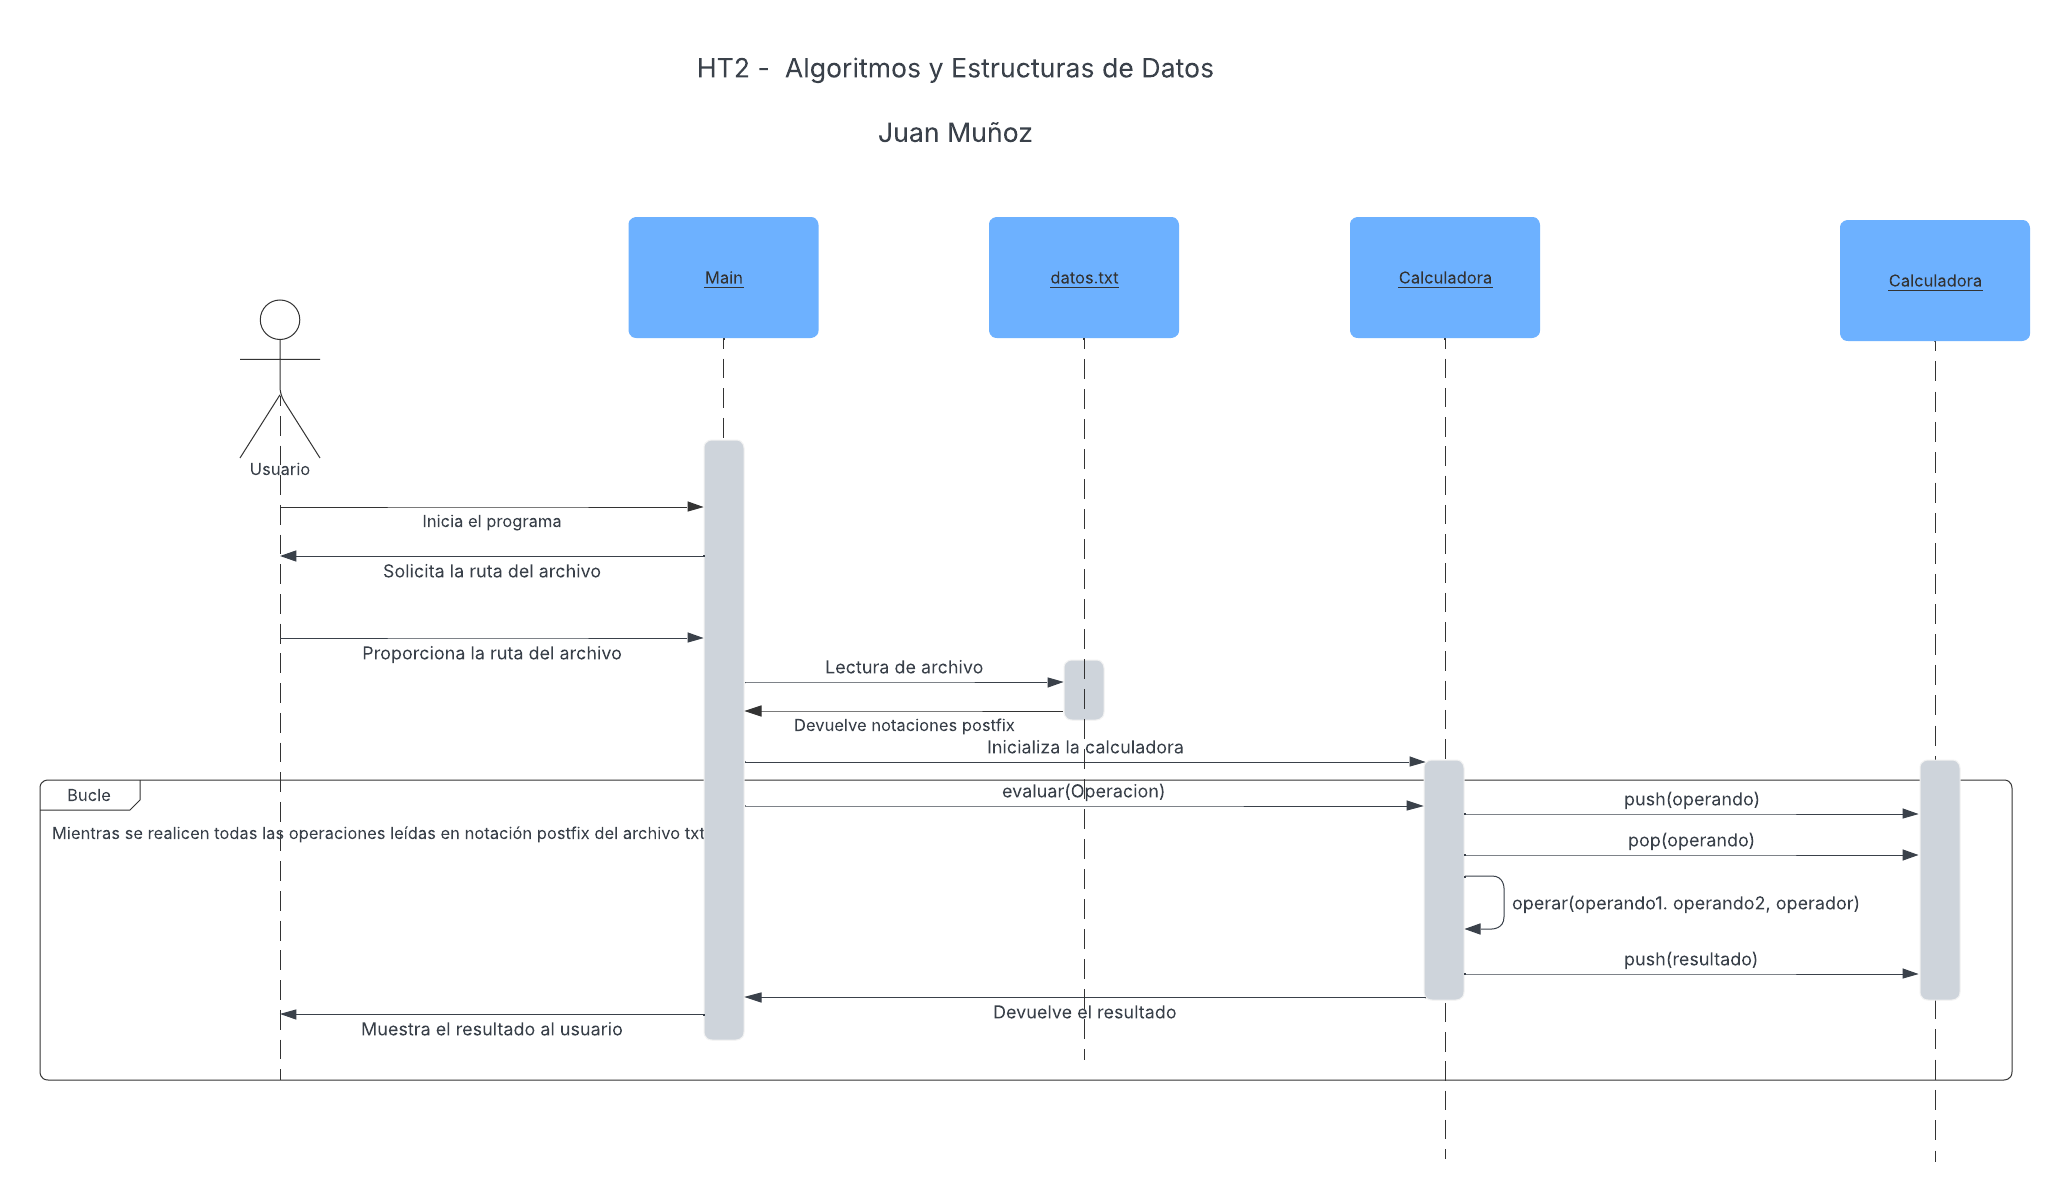 HT2 -  Algoritmos y Estructuras de Datos
Juan Muñoz
Main
datos.txt
Calculadora
Calculadora
Usuario
Inicia el programa
Solicita la ruta del archivo
Proporciona la ruta del archivo
Lectura de archivo
Devuelve notaciones postfix
Inicializa la calculadora
Bucle
evaluar(Operacion)
push(operando)
Mientras se realicen todas las operaciones leídas en notación postfix del archivo txt
pop(operando)
operar(operando1. operando2, operador)
push(resultado)
Devuelve el resultado
Muestra el resultado al usuario